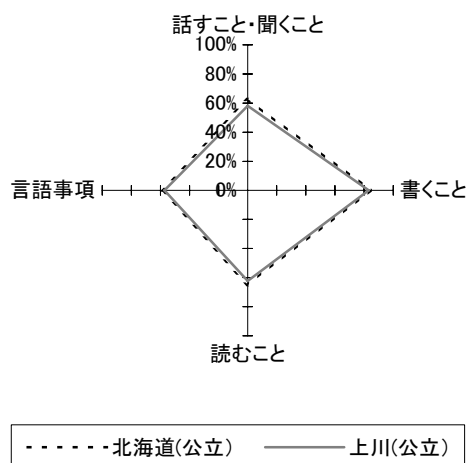 話すこと・聞くこと
100%
80%
60%
40%
20%
0%
言語事項
書くこと
読むこと
北海道(公立)
上川(公立)